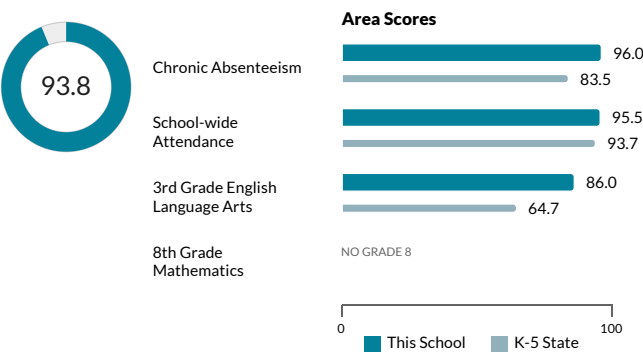 Area Scores
93.8
Chronic Absenteeism
96.0
83.5
School-wide
Attendance
95.5
93.7
3rd Grade English
Language Arts
86.0
64.7
8th Grade
Mathematics
NO GRADE 8
0
100
This School
K-5 State